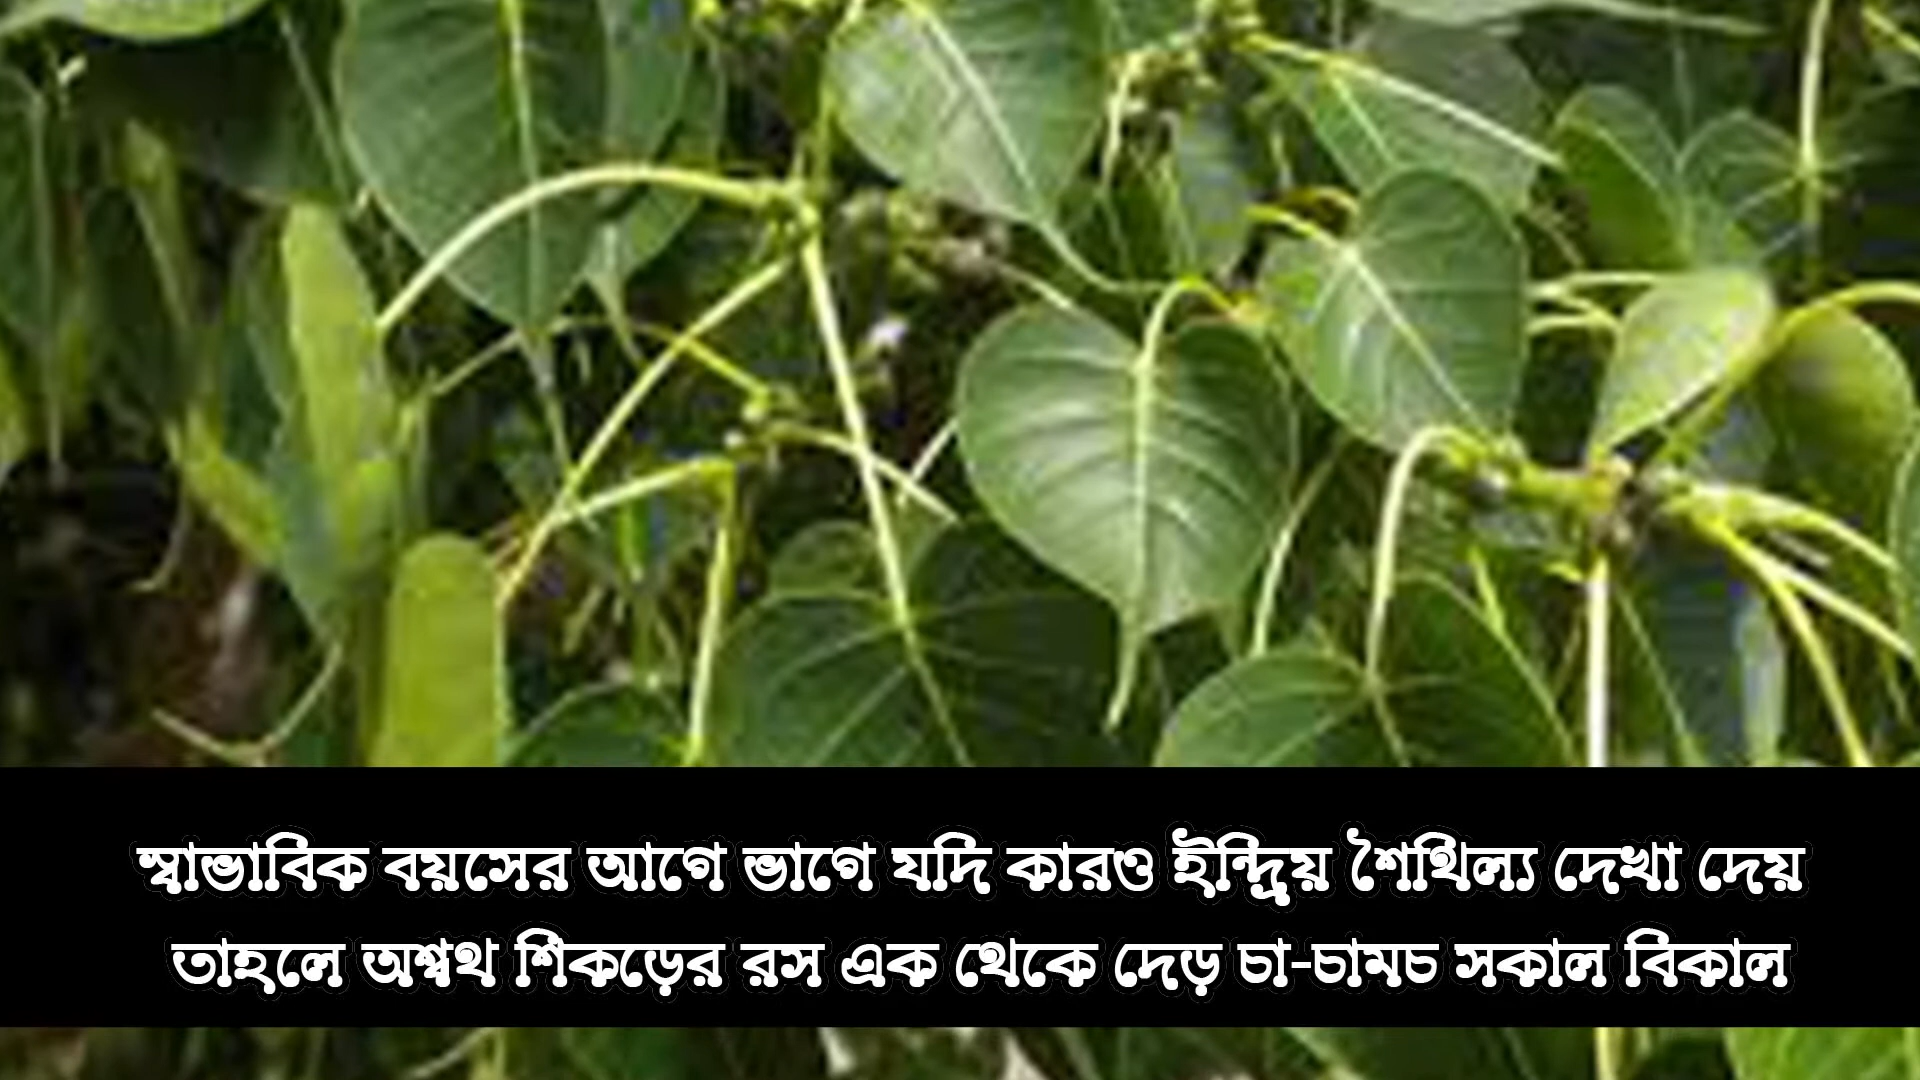 স্বাভাবিক বয়সের আগে ভাগে যদি কারও ইন্দ্রিয় শৈথিল্য দেখা দেয়
তাহলে অশ্বথ শিকড়ের রস এক থেকে দেড় চা-চামচ সকাল বিকাল